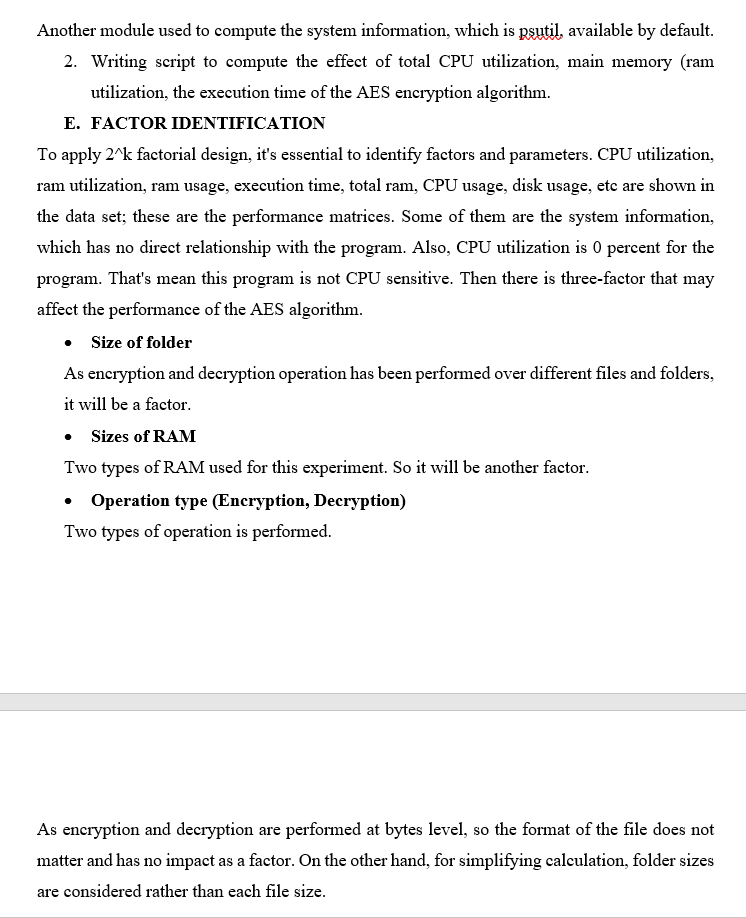 Another module used to compute the system information, which is psutil, available by default.
2. Writing script to compute the effect of total CPU utilization, main memory (ram
utilization, the execution time of the AES encryption algorithm.
E. FACTOR IDENTIFICATION
To apply 2^k factorial design, it's essential to identify factors and parameters. CPU utilization,
ram utilization, ram usage, execution time, total ram, CPU usage, disk usage, etc are shown in
the data set; these are the performance matrices. Some of them are the system information,
which has no direct relationship with the program. Also, CPU utilization is 0 percent for the
program. That's mean this program is not CPU sensitive. Then there is three-factor that may
affect the performance of the AES algorithm.
• Size of folder
As encryption and decryption operation has been performed over different files and folders,
it will be a factor.
• Sizes of RAM
Two types of RAM used for this experiment. So it will be another factor.
• Operation type (Encryption, Decryption)
Two types of operation is performed.
As encryption and decryption are performed at bytes level, so the format of the file does not
matter and has no impact as a factor. On the other hand, for simplifying calculation, folder sizes
are considered rather than each file size.